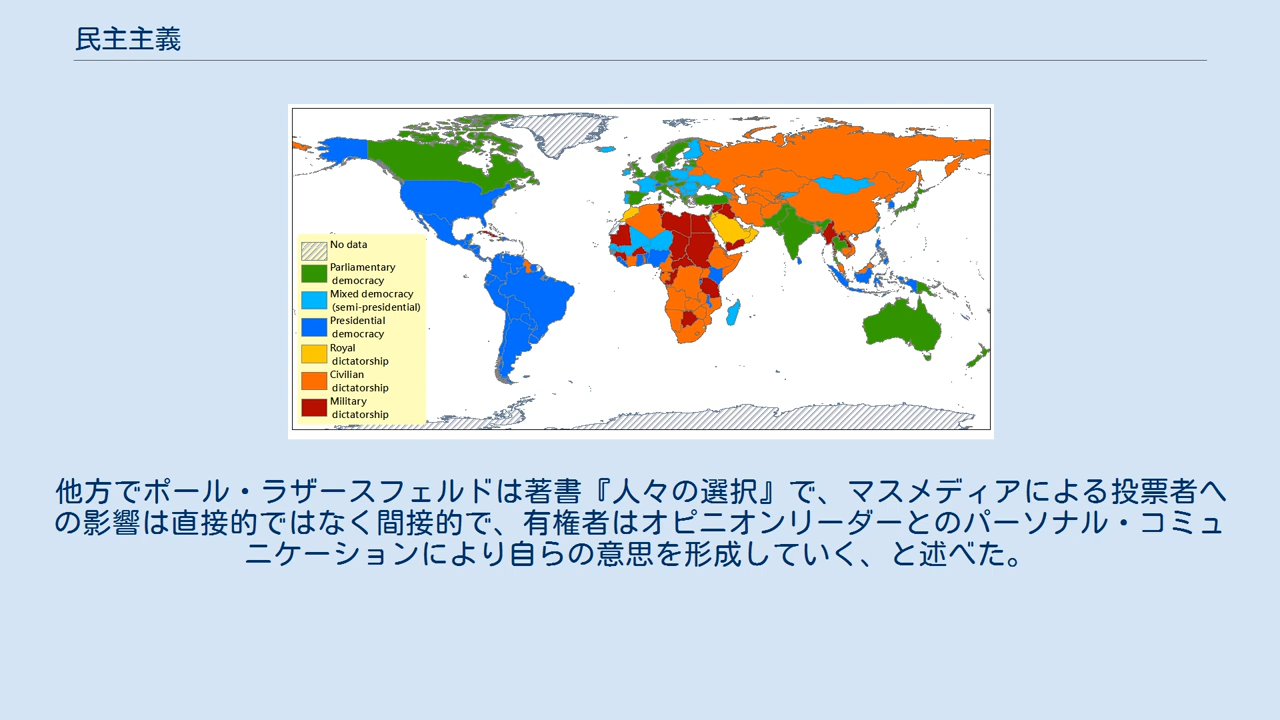 民主主義
No data
Parliamentary
democracy
Mixed democracy
(semi-presidential)
Presidential
democracy
Royal
dictatorship
Civilian
dictatorship
Military
dictatorship
他方でポール・ラザースフェルドは著書『人々の選択』で、マスメディアによる投票者へ
の影響は直接的ではなく間接的で、有権者はオピニオンリーダーとのパーソナル・コミュ
ニケーションにより自らの意思を形成していく、と述べた。